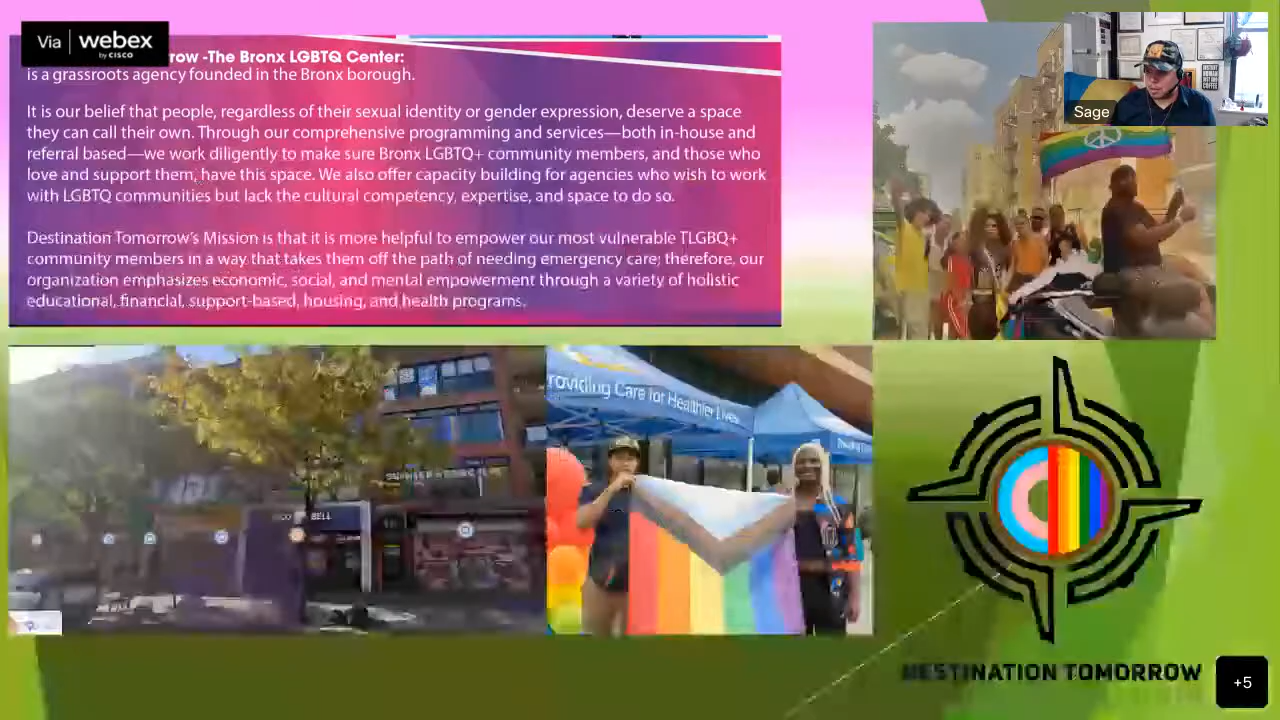 Via webex
by CISCO
row -The Bronx LGBTQ Center:
is a grassroots agency founded in the Bronx borough.
It is our belief that people, regardless of their sexual identity or gender expression, deserve a space
they can call their own. Through our comprehensive programming and services—both in-house and
referral based—we work diligently to make sure Bronx LGBTQ+ community members, and those who
love and support them, have this space. We also offer capacity building for agencies who wish to work
with LGBTQ communities but lack the cultural competency, expertise, and space to do so.
Destination Tomorrow's Mission is that it is more helpful to empower our most vulnerable TLGBQ+
community members in a way that takes them off the path of needing emergency care; therefore, our
organization emphasizes economic, social, and mental empowerment through a variety of holistic
educational, financial, support-based, housing, and health programs.
Sage
roviding Care for Healthier Lives
BELL
DESTINATION TOMORROW
+5